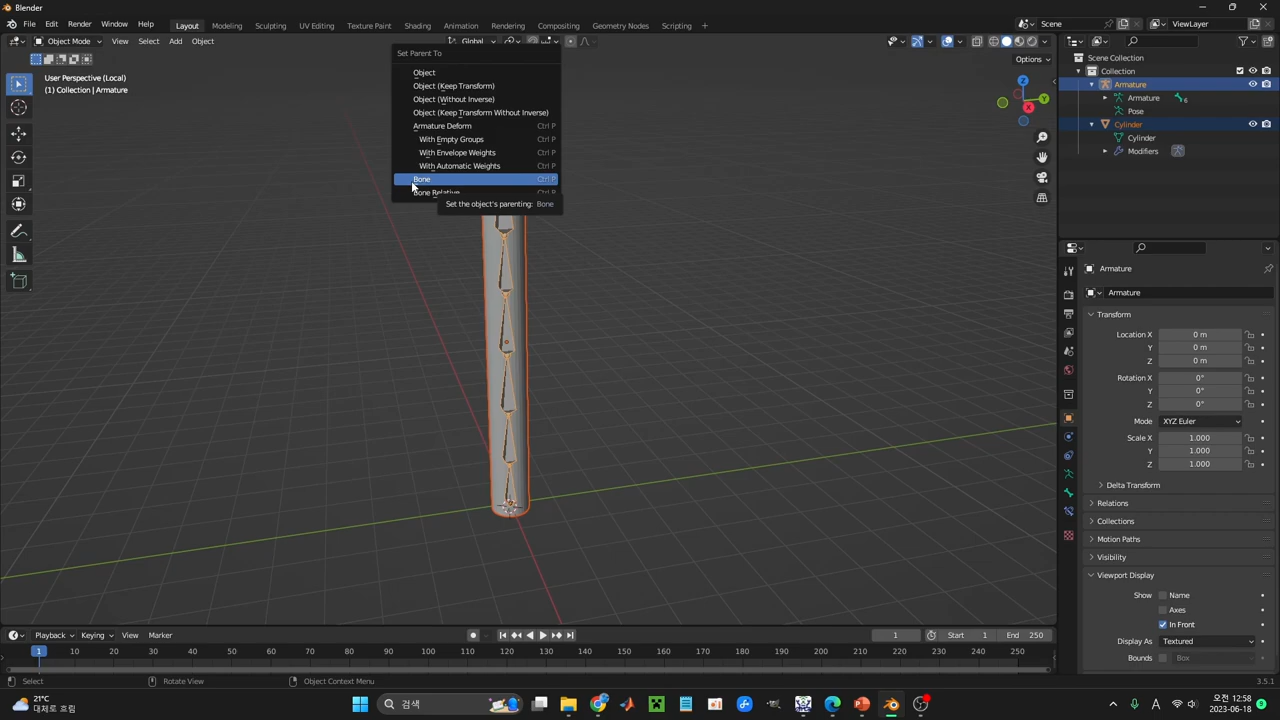 Blender
File Edit Render Window Help
Layout Modeling Sculpting UV Editing Texture Paint Shading Animation Rendering Compositing Geometry Nodes Scripting +
Scene
ViewLayer
Object Mode View Select Add Object
Global
Options
User Perspective (Local)
(1) Collection | Armature
Set Parent To
Object
Object (Keep Transform)
Object (Without Inverse)
Object (Keep Transform Without Inverse)
Armature Deform Ctrl P
With Empty Groups Ctrl P
With Envelope Weights Ctrl P
With Automatic Weights Ctrl P
Bone Ctrl P
Bone Relative Ctrl P
Set the object's parenting: Bone
Z
Y
X
Scene Collection
Collection
Armature
Armature 6
Pose
Cylinder
Cylinder
Modifiers
Armature
Armature
Transform
Location X 0 m
Y 0 m
Z 0 m
Rotation X 0°
Y 0°
Z 0°
Mode XYZ Euler
Scale X 1.000
Y 1.000
Z 1.000
Delta Transform
Relations
Collections
Motion Paths
Visibility
Viewport Display
Show Name
Axes
In Front
Display As Textured
Bounds Box
Playback Keying View Marker
1 Start 1 End 250
1 10 20 30 40 50 60 70 80 90 100 110 120 130 140 150 160 170 180 190 200 210 220 230 240 250
Select Rotate View Object Context Menu
3.5.1
21°C
대체로 흐림
검색
A
오전 12:58
2023-06-18